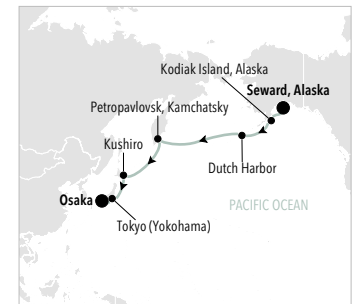 Kodiak Island, Alaska
Seward, Alaska
Petropavlovsk, Kamchatsky
Kushiro
Dutch Harbor
Osaka
PACIFIC OCEAN
Tokyo (Yokohama)